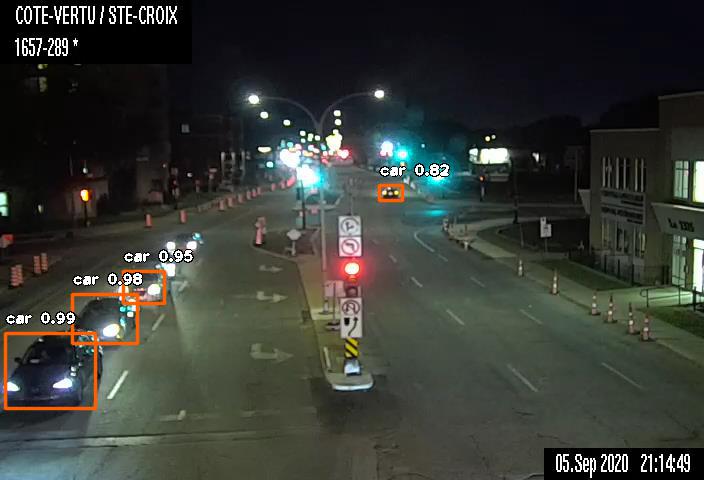 COTE-VERTU / STE-CROIX
1657-289 *
car 0.82
car 0.95
car 0.98
car 0.99
05.Sep 2020 21:14:49